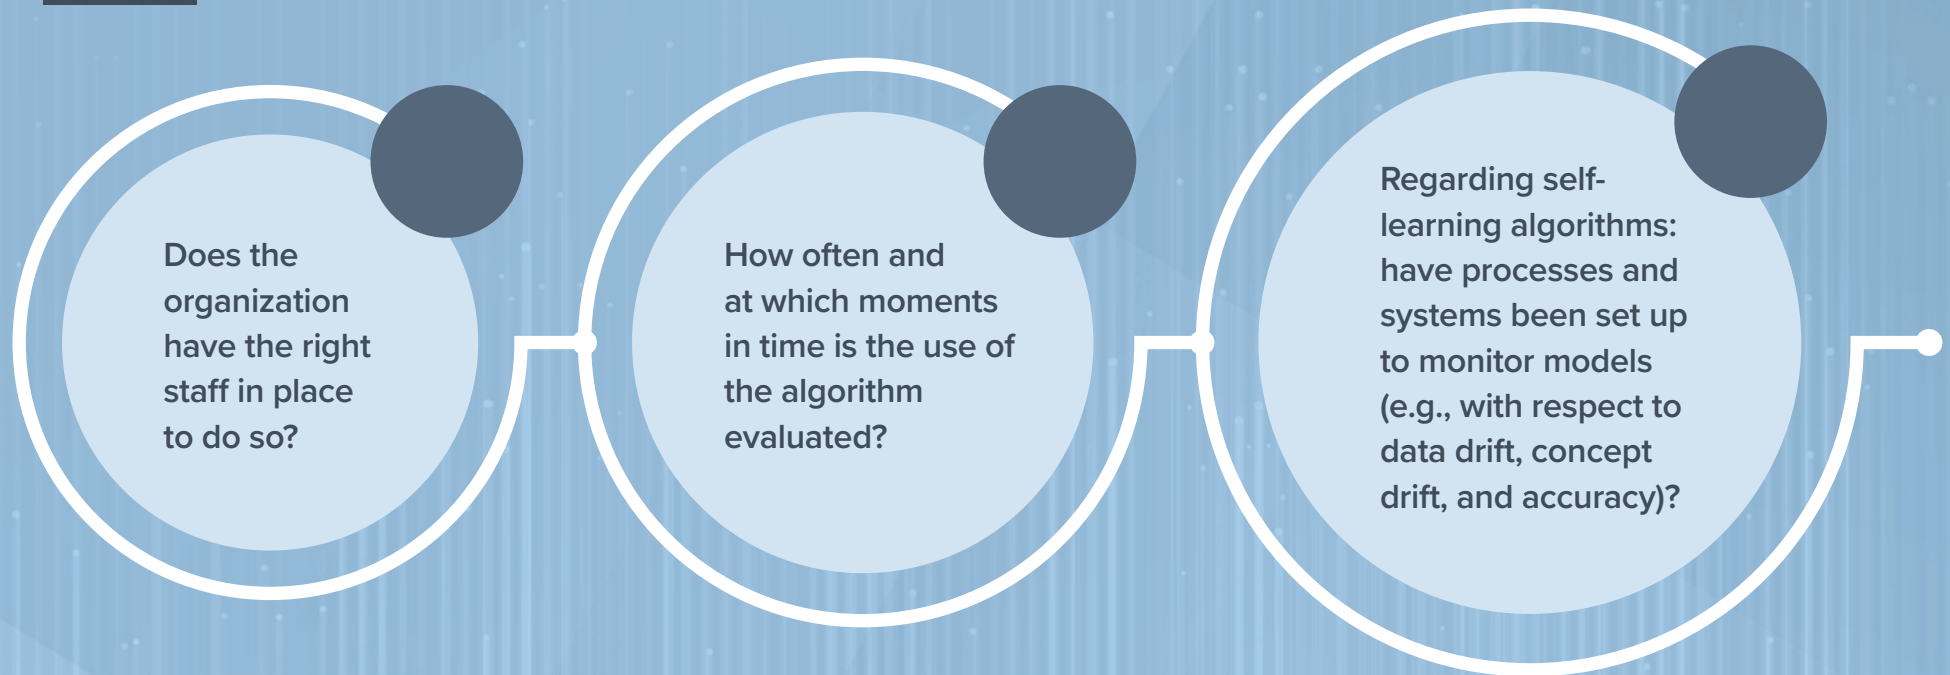 Does the
organization
have the right
staff in place
to do so?
How often and
at which moments
in time is the use of
the algorithm
evaluated?
Regarding self-
learning algorithms:
have processes and
systems been set up
to monitor models
(e.g., with respect to
data drift, concept
drift, and accuracy)?